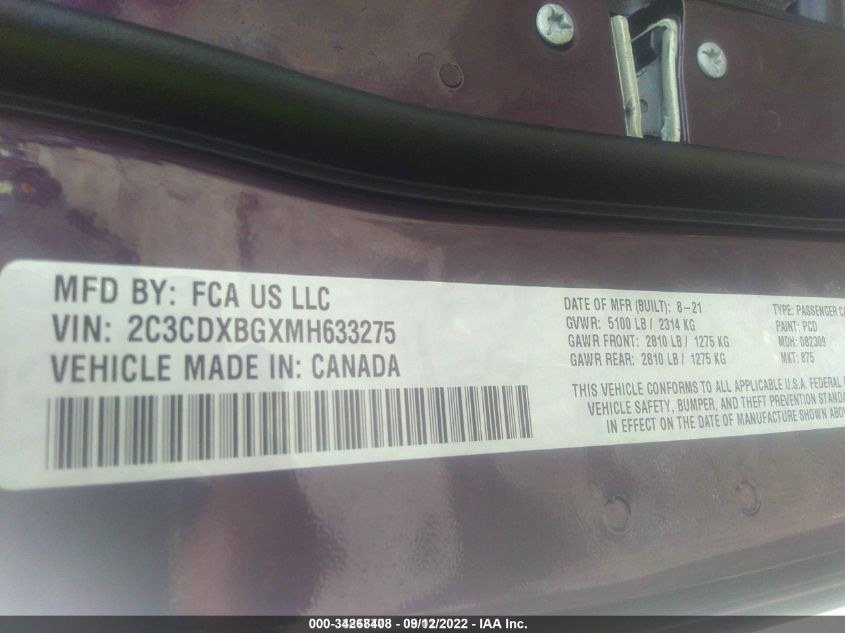 MFD BY: FCA US LLC
VIN: 2C3CDXBGXMH633275
VEHICLE MADE IN: CANADA
DATE OF MFR (BUILT): 8-21
GVWR: 5100 LB / 2314 KG
GAWR FRONT: 2810 LB / 1275 KG
GAWR REAR: 2810 LB / 1275 KG
TYPE: PASSENGER CA
PAINT: PCD
MDH: 082309
MKT: 875
THIS VEHICLE CONFORMS TO ALL APPLICABLE U.S.A. FEDERAL
VEHICLE SAFETY, BUMPER, AND THEFT PREVENTION STANDA
IN EFFECT ON THE DATE OF MANUFACTURE SHOWN ABOV
000-34268408 - 09/12/2022 - IAA Inc.